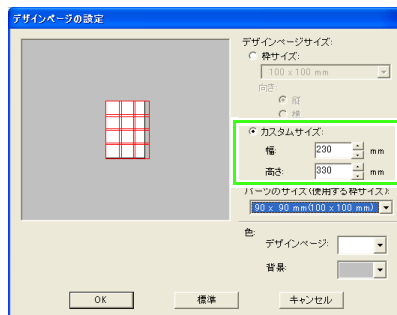 デザインページの設定
デザインページサイズ:
枠サイズ:
100 x 100 mm
向き:
縦
横
カスタムサイズ:
幅: 230 mm
高さ: 330 mm
パーツのサイズ(使用する枠サイズ):
90 x 90 mm(100 x 100 mm)
色:
デザインページ:
背景:
OK 標準 キャンセル